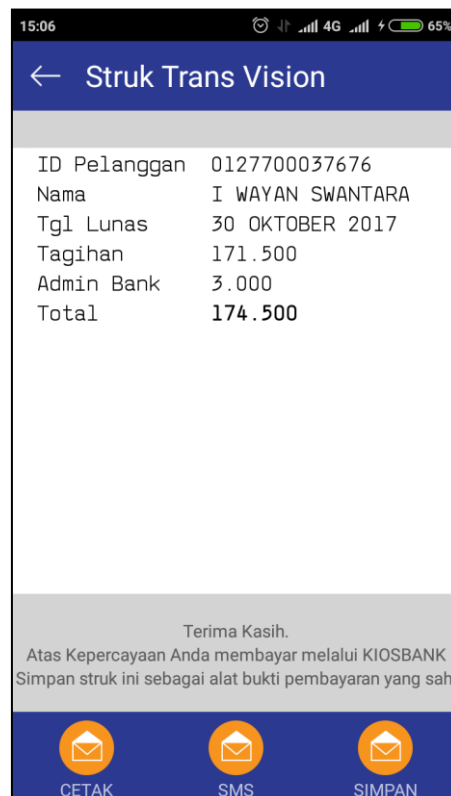 15:06 4G 65%
← Struk Trans Vision
ID Pelanggan 0127700037676
Nama I WAYAN SWANTARA
Tgl Lunas 30 OKTOBER 2017
Tagihan 171.500
Admin Bank 3.000
Total 174.500
Terima Kasih.
Atas Kepercayaan Anda membayar melalui KIOSBANK
Simpan struk ini sebagai alat bukti pembayaran yang sah
CETAK SMS SIMPAN